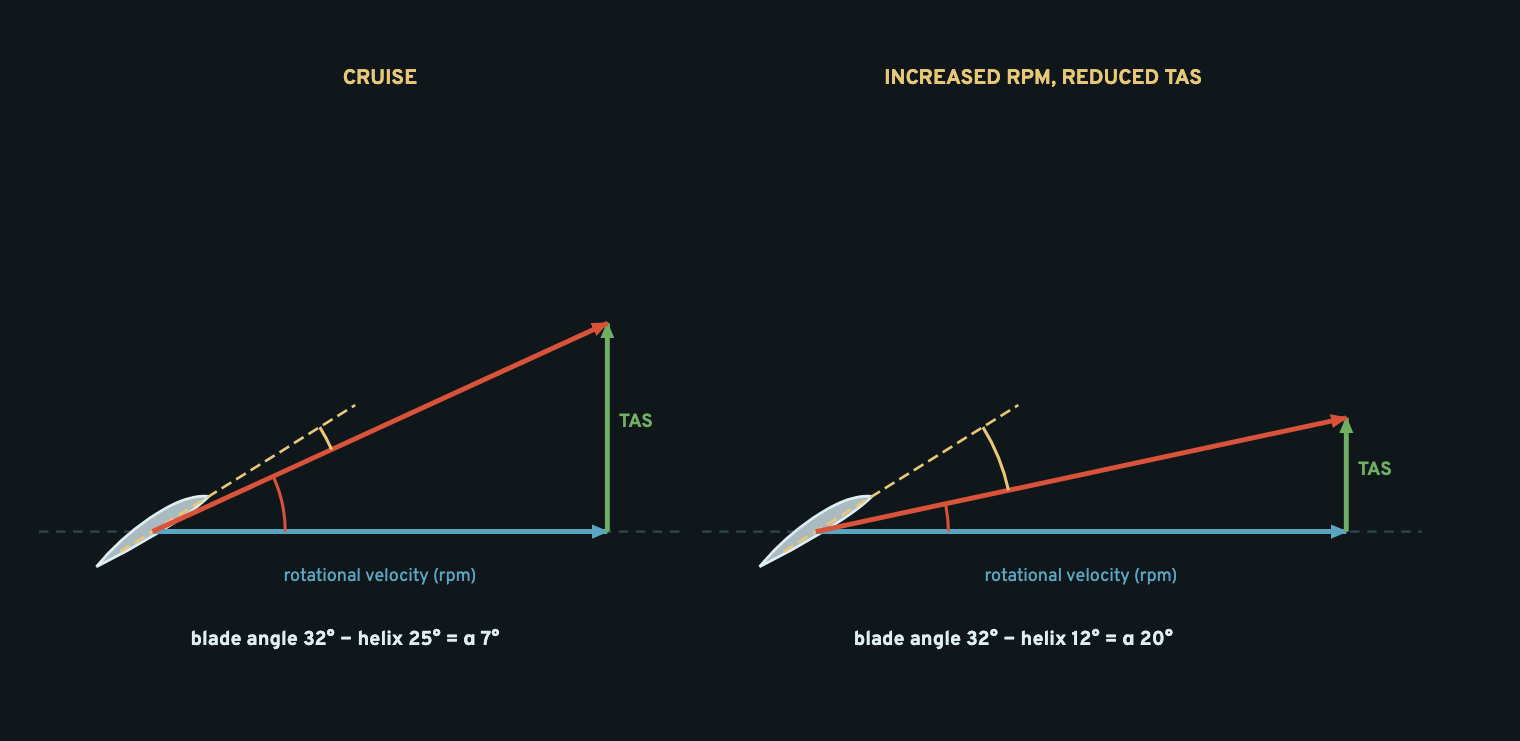 CRUISE
INCREASED RPM, REDUCED TAS
TAS
TAS
rotational velocity (rpm)
rotational velocity (rpm)
blade angle 32° – helix 25° = α 7°
blade angle 32° – helix 12° = α 20°